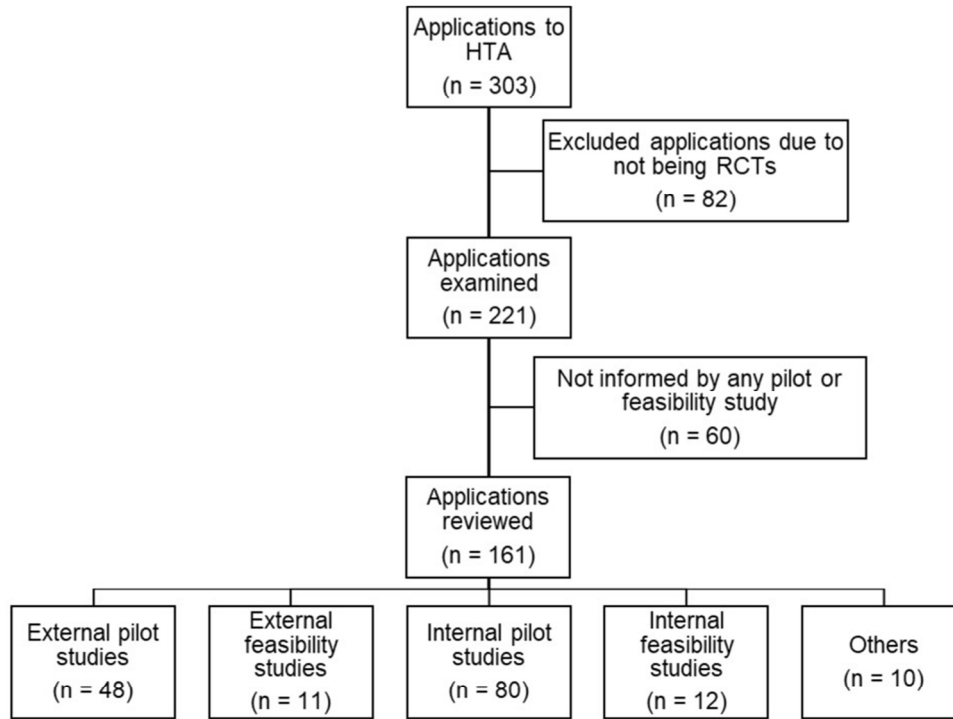 Applications to
HTA
(n = 303)
Excluded applications due to
not being RCTs
(n = 82)
Applications
examined
(n = 221)
Not informed by any pilot or
feasibility study
(n = 60)
Applications
reviewed
(n = 161)
External pilot
studies
(n = 48)
External
feasibility
studies
(n = 11)
Internal pilot
studies
(n = 80)
Internal
feasibility
studies
(n = 12)
Others
(n = 10)